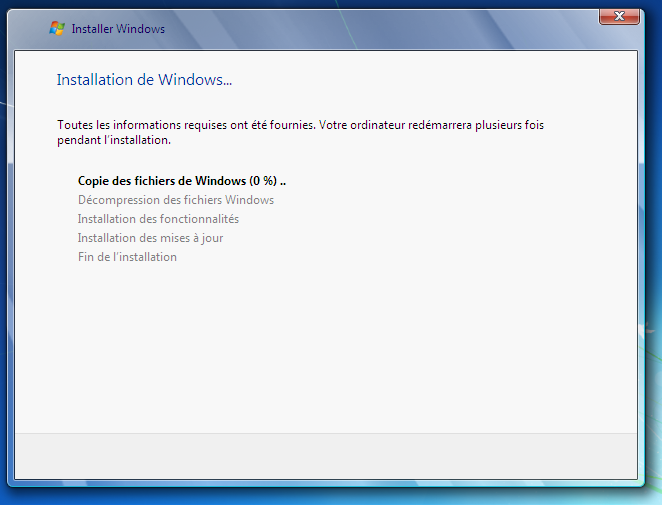 Installer Windows
Installation de Windows...
Toutes les informations requises ont été fournies. Votre ordinateur redémarrera plusieurs fois
pendant l'installation.
Copie des fichiers de Windows (0 %) ..
Décompression des fichiers Windows
Installation des fonctionnalités
Installation des mises à jour
Fin de l'installation